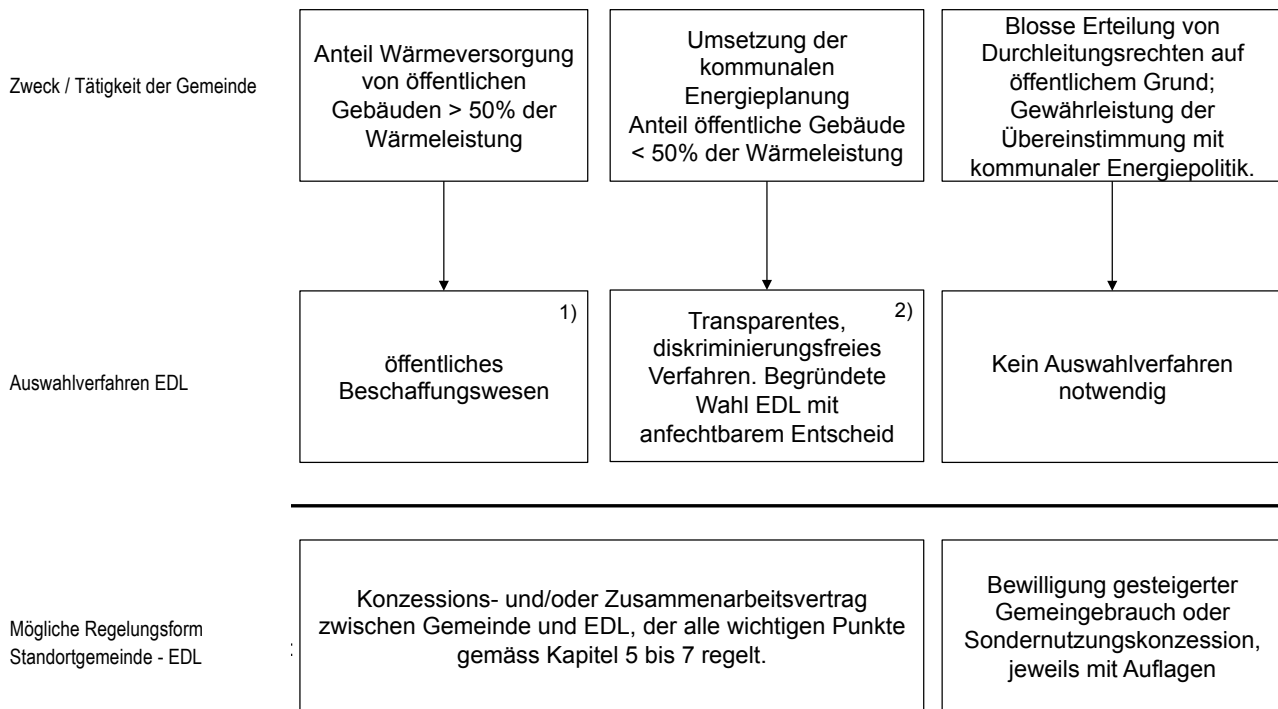 Zweck / Tätigkeit der Gemeinde
Anteil Wärmeversorgung
von öffentlichen
Gebäuden > 50% der
Wärmeleistung
Umsetzung der
kommunalen
Energieplanung
Anteil öffentliche Gebäude
< 50% der Wärmeleistung
Blosse Erteilung von
Durchleitungsrechten auf
öffentlichem Grund;
Gewährleistung der
Übereinstimmung mit
kommunaler Energiepolitik.
Auswahlverfahren EDL
1)
öffentliches
Beschaffungswesen
2)
Transparentes,
diskriminierungsfreies
Verfahren. Begründete
Wahl EDL mit
anfechtbarem Entscheid
Kein Auswahlverfahren
notwendig
Mögliche Regelungsform
Standortgemeinde - EDL
:
Konzessions- und/oder Zusammenarbeitsvertrag
zwischen Gemeinde und EDL, der alle wichtigen Punkte
gemäss Kapitel 5 bis 7 regelt.
Bewilligung gesteigerter
Gemeingebrauch oder
Sondernutzungskonzession,
jeweils mit Auflagen